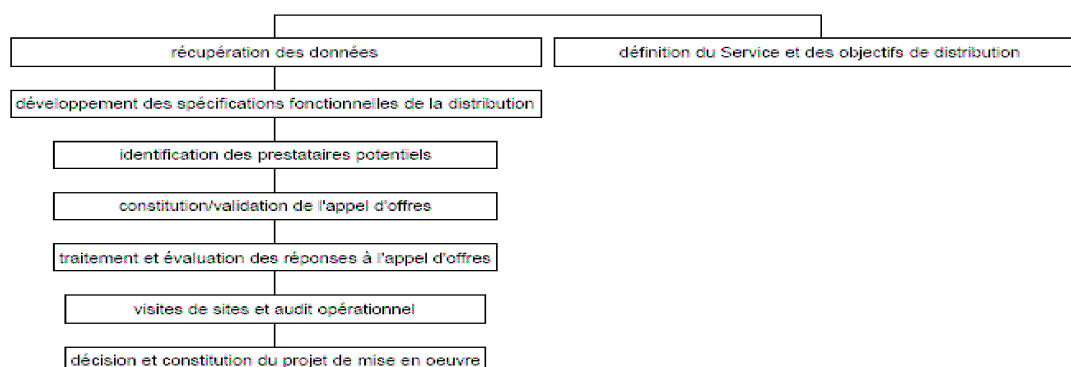 récupération des données
définition du Service et des objectifs de distribution
développement des spécifications fonctionnelles de la distribution
identification des prestataires potentiels
constitution/validation de l'appel d'offres
traitement et évaluation des réponses à l'appel d'offres
visites de sites et audit opérationnel
décision et constitution du projet de mise en oeuvre